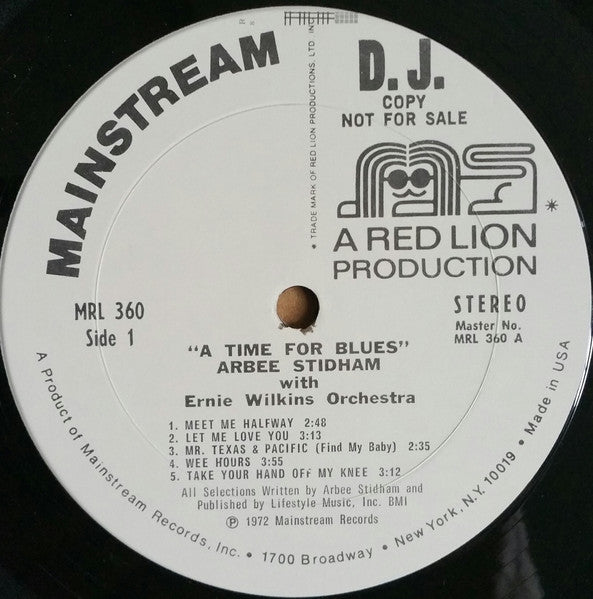 MAINSTREAM
* TRADE MARK OF RED LION PRODUCTIONS, LTD. INC.
D.J.
COPY
NOT FOR SALE
*
A RED LION
PRODUCTION
MRL 360
Side 1
STEREO
Master No.
MRL 360 A
"A TIME FOR BLUES"
ARBEE STIDHAM
with
Ernie Wilkins Orchestra
1. MEET ME HALFWAY 2:48
2. LET ME LOVE YOU 3:13
3. MR. TEXAS & PACIFIC (Find My Baby) 2:35
4. WEE HOURS 3:55
5. TAKE YOUR HAND OFF MY KNEE 3:12
All Selections Written by Arbee Stidham and
Published by Lifestyle Music, Inc. BMI
℗ 1972 Mainstream Records
A Product of Mainstream Records, Inc. • 1700 Broadway • New York, N.Y. 10019 • Made in USA